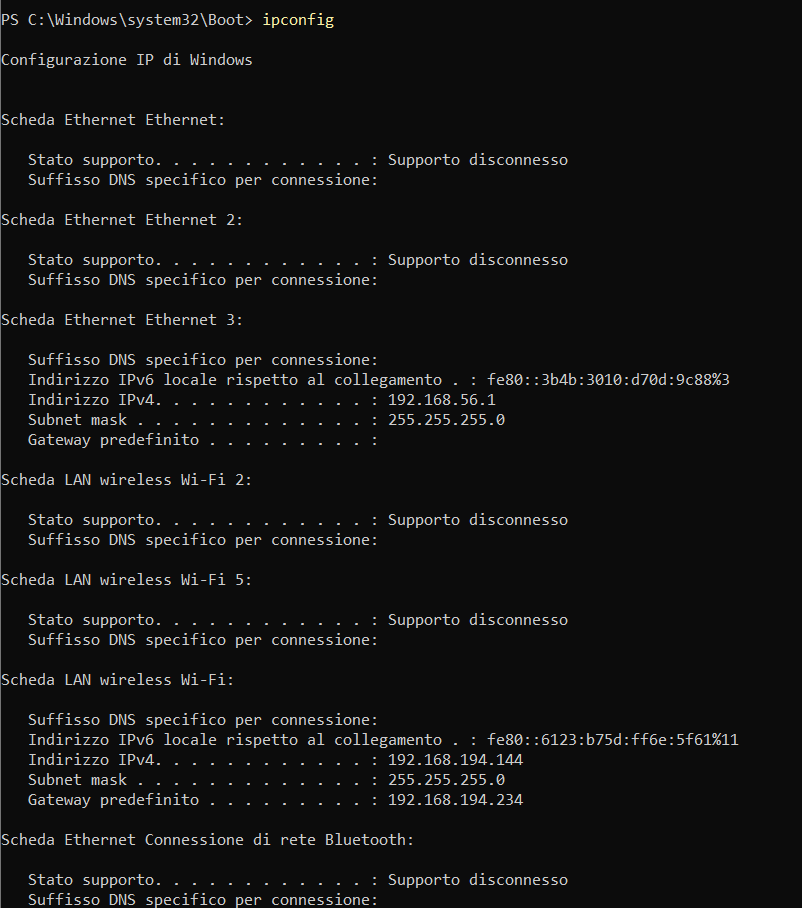 PS C:\Windows\system32\Boot> ipconfig
Configurazione IP di Windows
Scheda Ethernet Ethernet:
Stato supporto. . . . . . . . . . . . : Supporto disconnesso
Suffisso DNS specifico per connessione:
Scheda Ethernet Ethernet 2:
Stato supporto. . . . . . . . . . . . : Supporto disconnesso
Suffisso DNS specifico per connessione:
Scheda Ethernet Ethernet 3:
Suffisso DNS specifico per connessione:
Indirizzo IPv6 locale rispetto al collegamento . : fe80::3b4b:3010:d70d:9c88%3
Indirizzo IPv4. . . . . . . . . . . . : 192.168.56.1
Subnet mask . . . . . . . . . . . . . : 255.255.255.0
Gateway predefinito . . . . . . . . . :
Scheda LAN wireless Wi-Fi 2:
Stato supporto. . . . . . . . . . . . : Supporto disconnesso
Suffisso DNS specifico per connessione:
Scheda LAN wireless Wi-Fi 5:
Stato supporto. . . . . . . . . . . . : Supporto disconnesso
Suffisso DNS specifico per connessione:
Scheda LAN wireless Wi-Fi:
Suffisso DNS specifico per connessione:
Indirizzo IPv6 locale rispetto al collegamento . : fe80::6123:b75d:ff6e:5f61%11
Indirizzo IPv4. . . . . . . . . . . . : 192.168.194.144
Subnet mask . . . . . . . . . . . . . : 255.255.255.0
Gateway predefinito . . . . . . . . . : 192.168.194.234
Scheda Ethernet Connessione di rete Bluetooth:
Stato supporto. . . . . . . . . . . . : Supporto disconnesso
Suffisso DNS specifico per connessione: